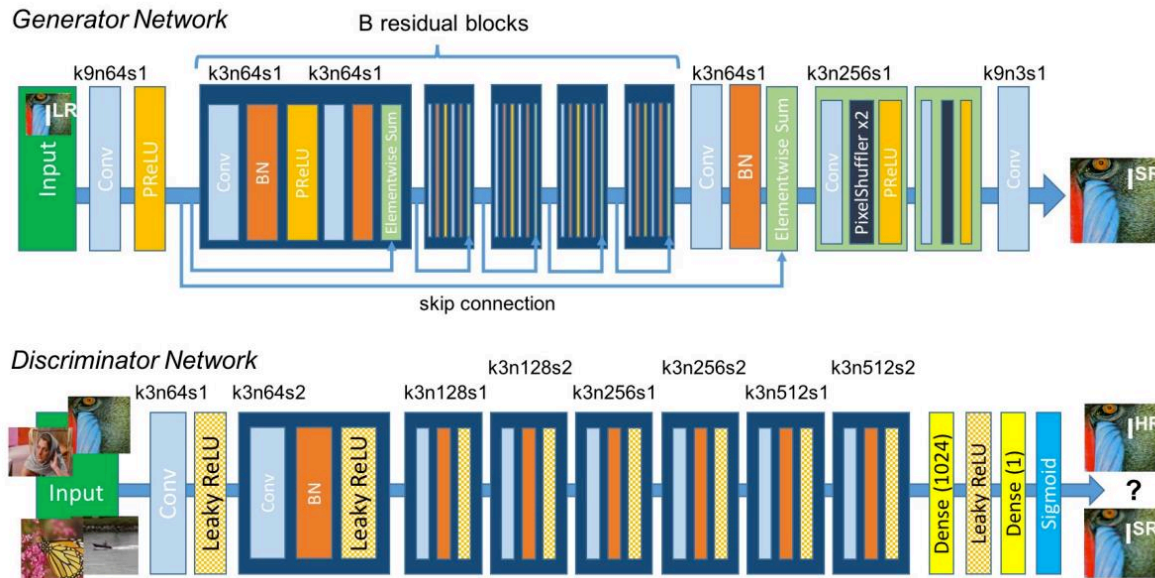 Generator Network
B residual blocks
k9n64s1 k3n64s1 k3n64s1 k3n64s1 k3n256s1 k9n3s1
Input
I^LR
Conv
PReLU
Conv
BN
PReLU
Elementwise Sum
Conv
BN
Elementwise Sum
Conv
PixelShuffler x2
PReLU
Conv
I^SR
skip connection
Discriminator Network
k3n64s1 k3n64s2 k3n128s1 k3n128s2 k3n256s1 k3n256s2 k3n512s1 k3n512s2
Input
Conv
Leaky ReLU
Conv
BN
Leaky ReLU
Dense (1024)
Leaky ReLU
Dense (1)
Sigmoid
I^HR
?
I^SR